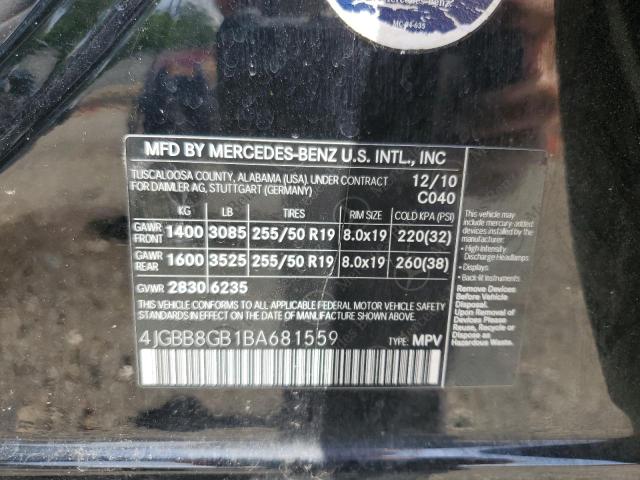 Mercedes-Benz
MFD BY MERCEDES-BENZ U.S. INTL., INC
TUSCALOOSA COUNTY, ALABAMA (USA), UNDER CONTRACT 12/10
FOR DAIMLER AG, STUTTGART (GERMANY) C040
KG LB TIRES RIM SIZE COLD KPA (PSI)
GAWR FRONT 1400 3085 255/50 R19 8.0x19 220(32)
GAWR REAR 1600 3525 255/50 R19 8.0x19 260(38)
GVWR 2830 6235
THIS VEHICLE CONFORMS TO ALL APPLICABLE FEDERAL MOTOR VEHICLE SAFETY
STANDARDS IN EFFECT ON THE DATE OF MANUFACTURE SHOWN ABOVE.
4JGBB8GB1BA681559 TYPE: MPV
This vehicle may
include mercury-added
devices installed by the
manufacturer:
• High Intensity
Discharge Headlamps
• Displays
• Back-lit Instruments
Remove Devices
Before Vehicle
Disposal.
Upon Removal of
Devices Please
Reuse, Recycle or
Dispose as
Hazardous Waste.